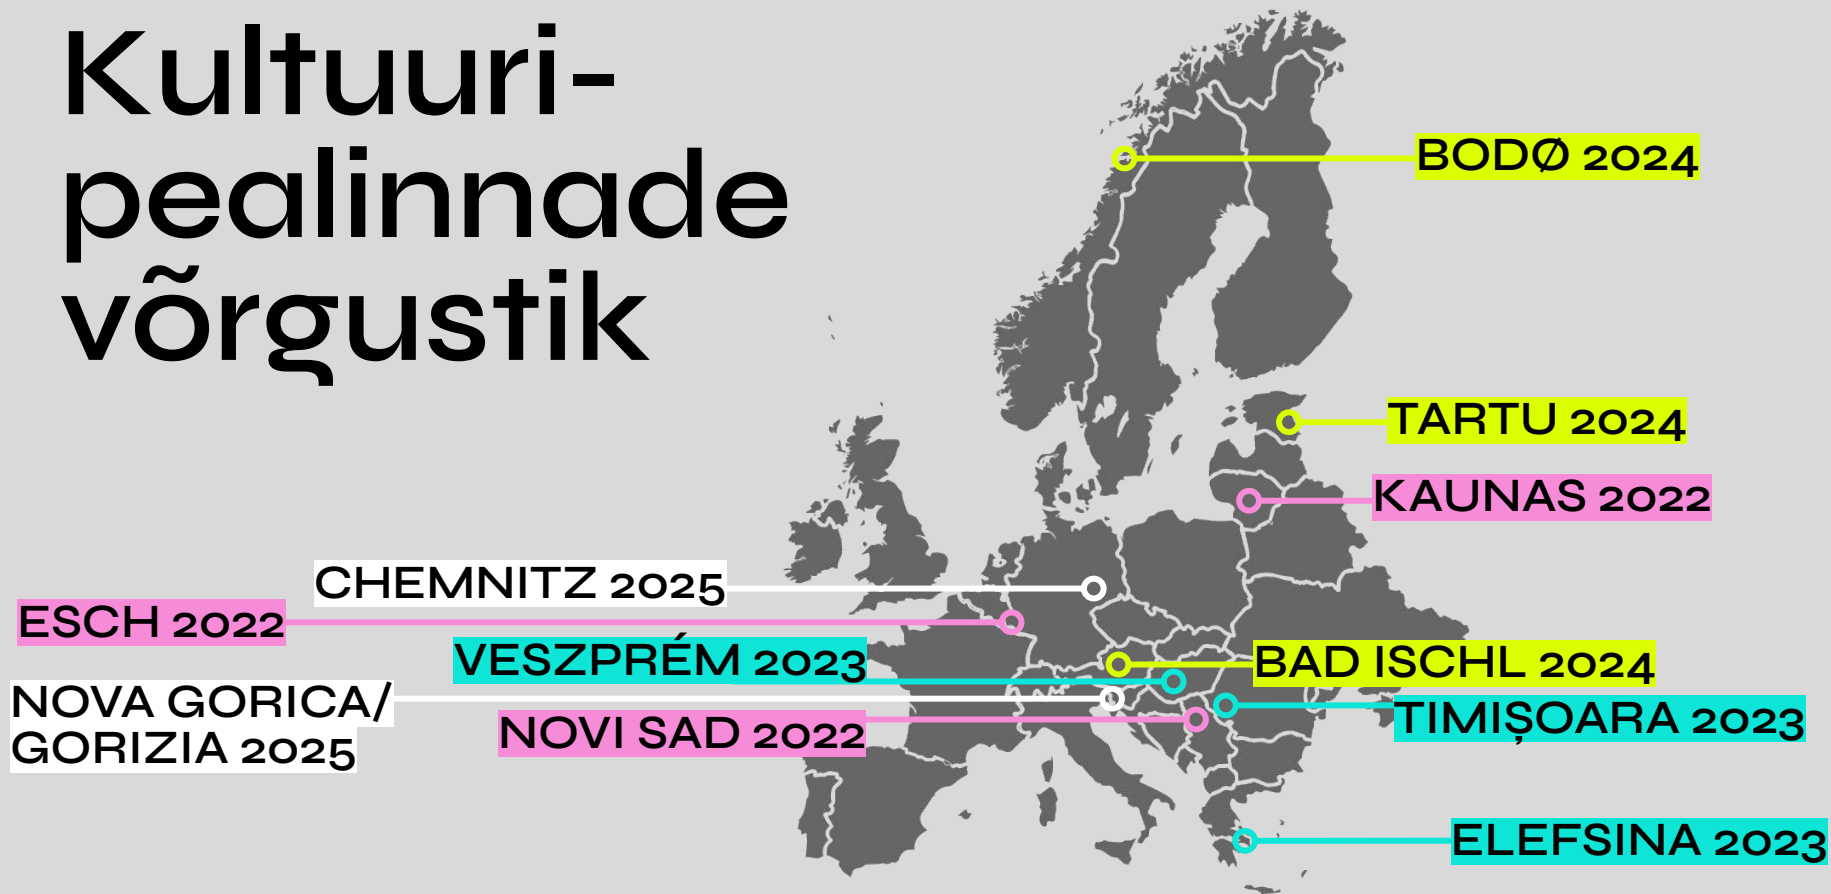 Kultuuri-
pealinnade
võrgustik
BODØ 2024
TARTU 2024
KAUNAS 2022
CHEMNITZ 2025
ESCH 2022
VESZPRÉM 2023
BAD ISCHL 2024
NOVA GORICA/
GORIZIA 2025
NOVI SAD 2022
TIMIȘOARA 2023
ELEFSINA 2023